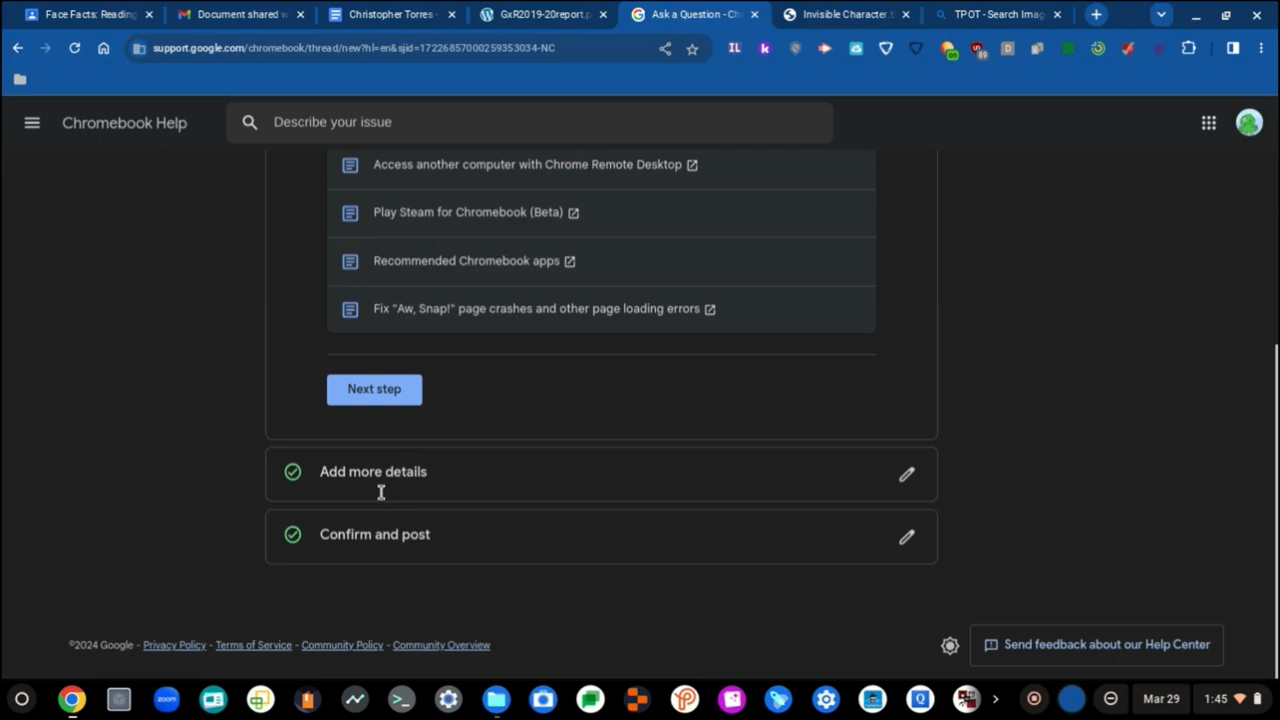 Face Facts: Reading
Document shared w
Christopher Torres -
GxR2019-20report.p
Ask a Question - Ch
Invisible Character.t
TPOT - Search Imag
support.google.com/chromebook/thread/new?hl=en&sjid=17226857000259353034-NC
Chromebook Help
Describe your issue
Access another computer with Chrome Remote Desktop
Play Steam for Chromebook (Beta)
Recommended Chromebook apps
Fix "Aw, Snap!" page crashes and other page loading errors
Next step
Add more details
Confirm and post
©2024 Google - Privacy Policy - Terms of Service - Community Policy - Community Overview
Send feedback about our Help Center
zoom
Mar 29
1:45